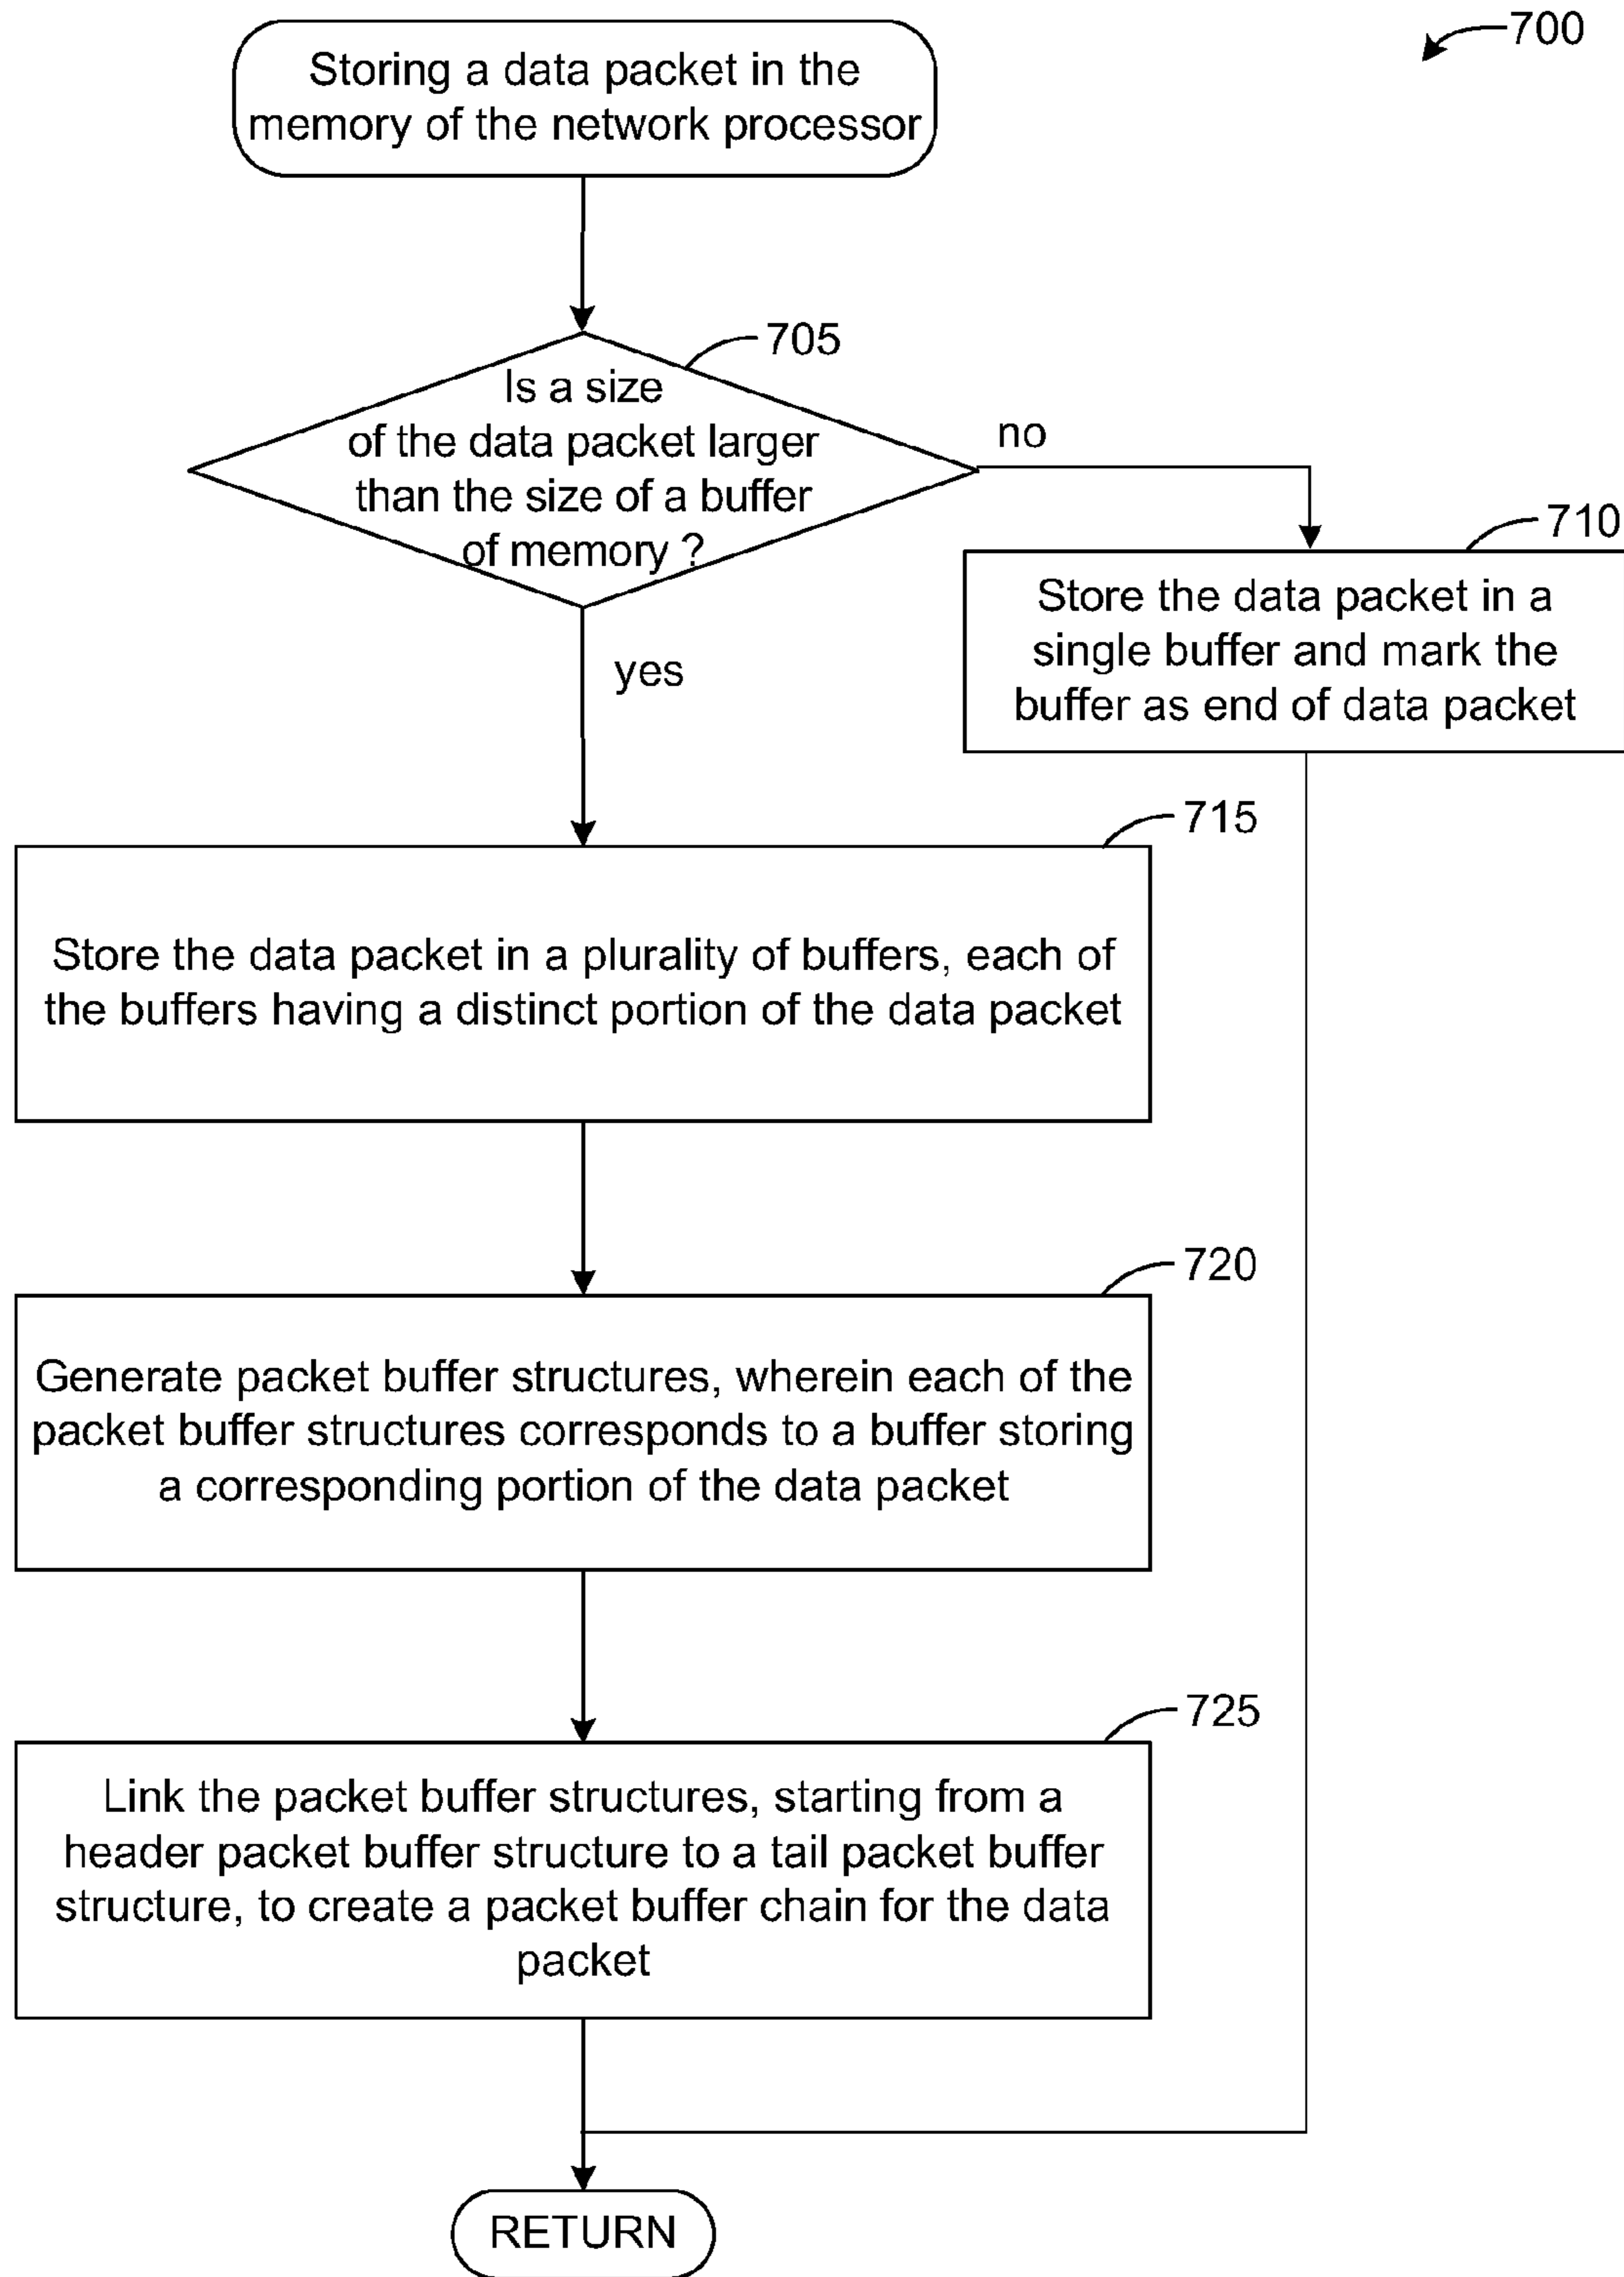 700
Storing a data packet in the
memory of the network processor
705
Is a size
of the data packet larger
than the size of a buffer
of memory ?
no
yes
710
Store the data packet in a
single buffer and mark the
buffer as end of data packet
715
Store the data packet in a plurality of buffers, each of
the buffers having a distinct portion of the data packet
720
Generate packet buffer structures, wherein each of the
packet buffer structures corresponds to a buffer storing
a corresponding portion of the data packet
725
Link the packet buffer structures, starting from a
header packet buffer structure to a tail packet buffer
structure, to create a packet buffer chain for the data
packet
RETURN